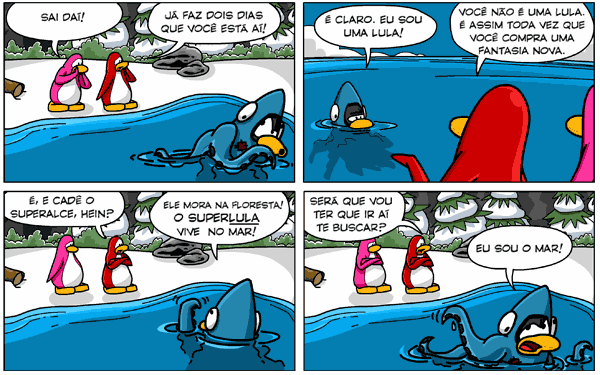 SAI DAÍ!
JÁ FAZ DOIS DIAS
QUE VOCÊ ESTÁ AÍ!
É CLARO. EU SOU
UMA LULA!
VOCÊ NÃO É UMA LULA.
É ASSIM TODA VEZ QUE
VOCÊ COMPRA UMA
FANTASIA NOVA.
É, E CADÊ O
SUPERALCE, HEIN?
ELE MORA NA FLORESTA!
O SUPERLULA
VIVE NO MAR!
SERÁ QUE VOU
TER QUE IR AÍ
TE BUSCAR?
EU SOU O MAR!